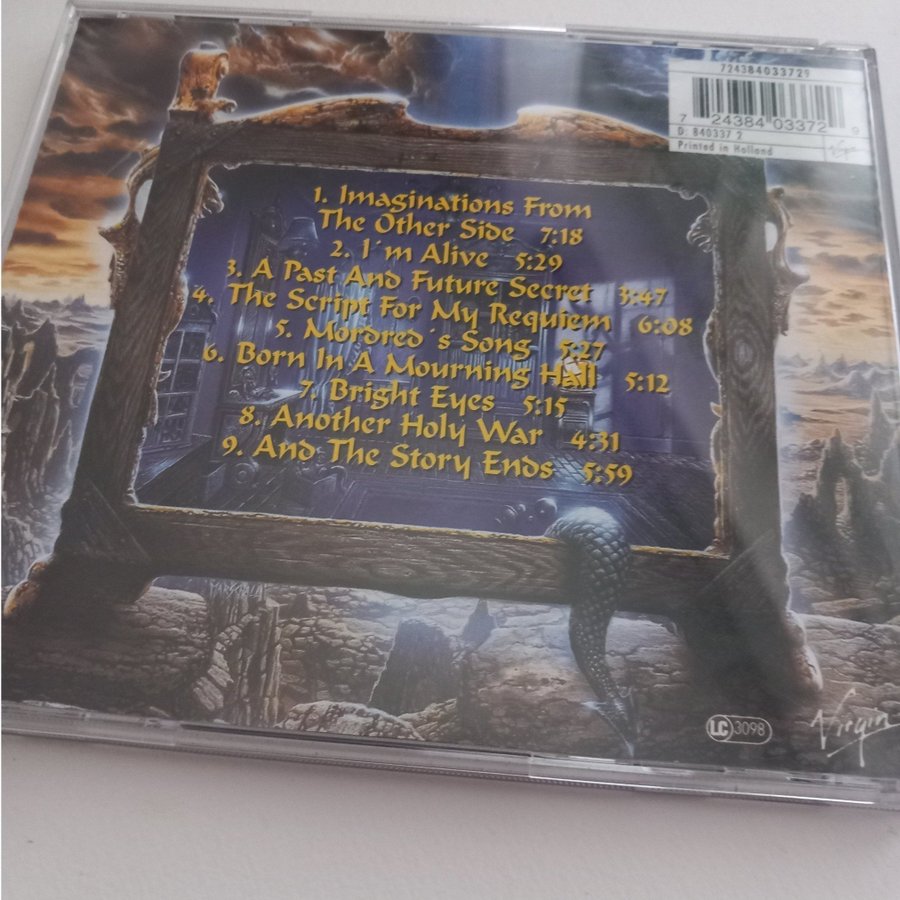 724384033729
7 24384 03372 9
D: 840337 2
Printed in Holland
Virgin
1. Imaginations From
The Other Side 7:18
2. I´m Alive 5:29
3. A Past And Future Secret 3:47
4. The Script For My Requiem 6:08
5. Mordred´s Song 5:27
6. Born In A Mourning Hall 5:12
7. Bright Eyes 5:15
8. Another Holy War 4:31
9. And The Story Ends 5:59
MARSCHALL
LC 3098
Virgin